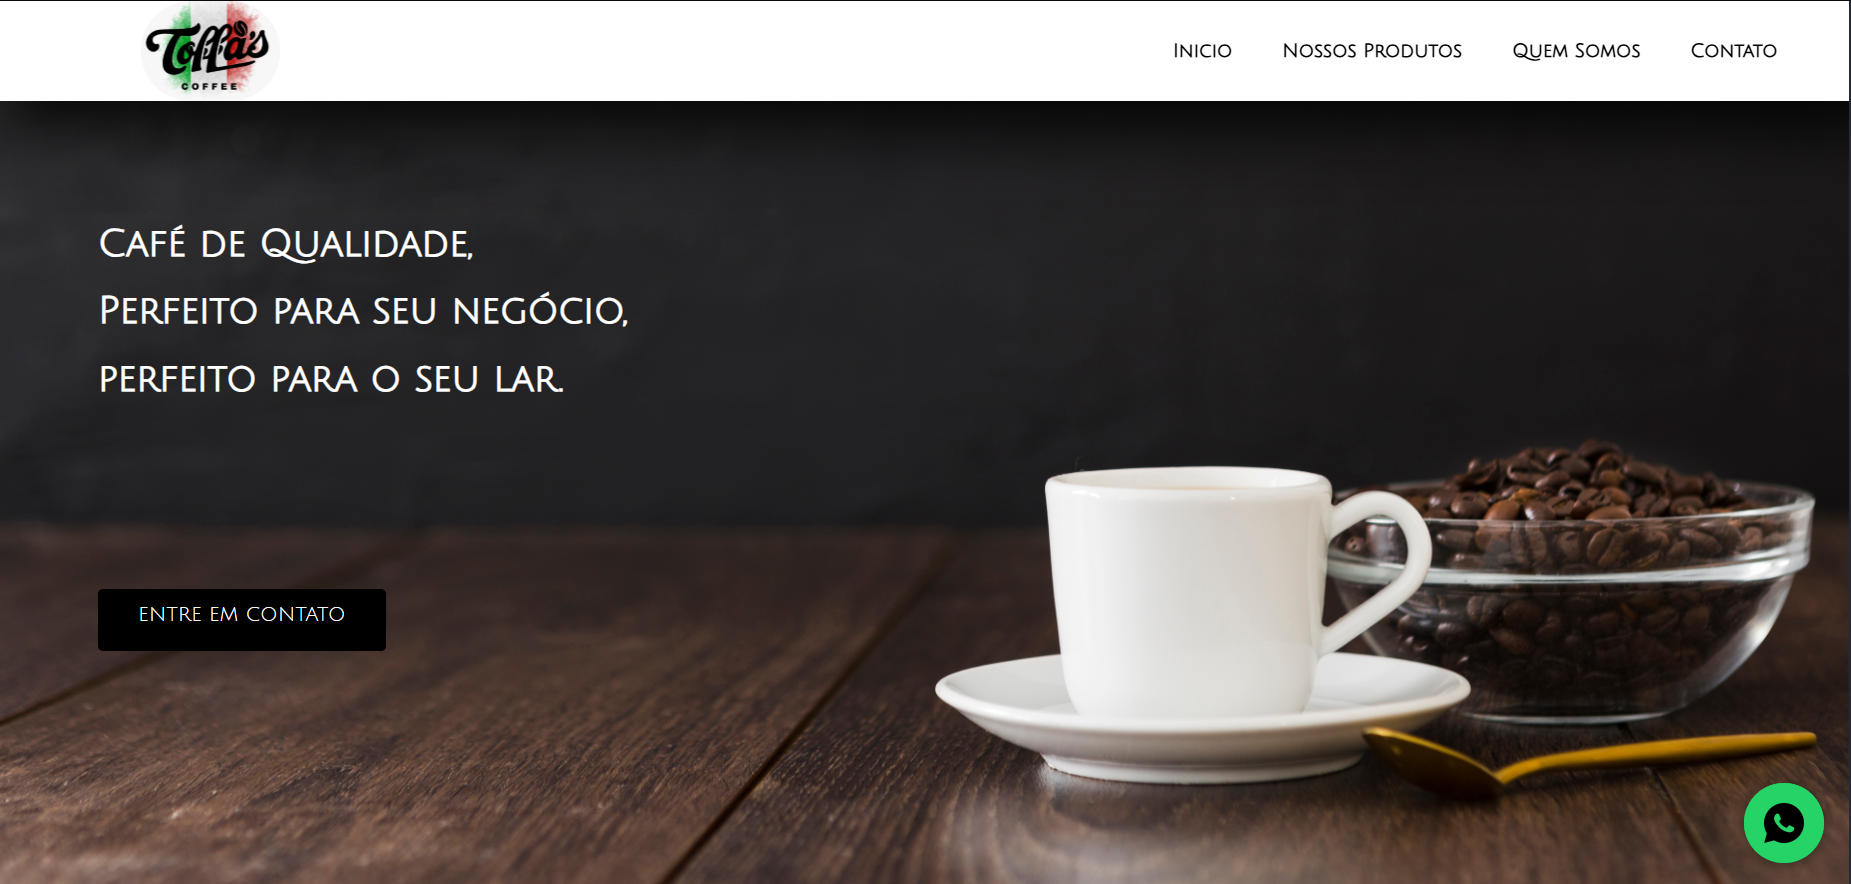 Toffa's
COFFEE
Inicio
Nossos Produtos
Quem Somos
Contato
Café de Qualidade,
Perfeito para seu negócio,
perfeito para o seu lar.
ENTRE EM CONTATO